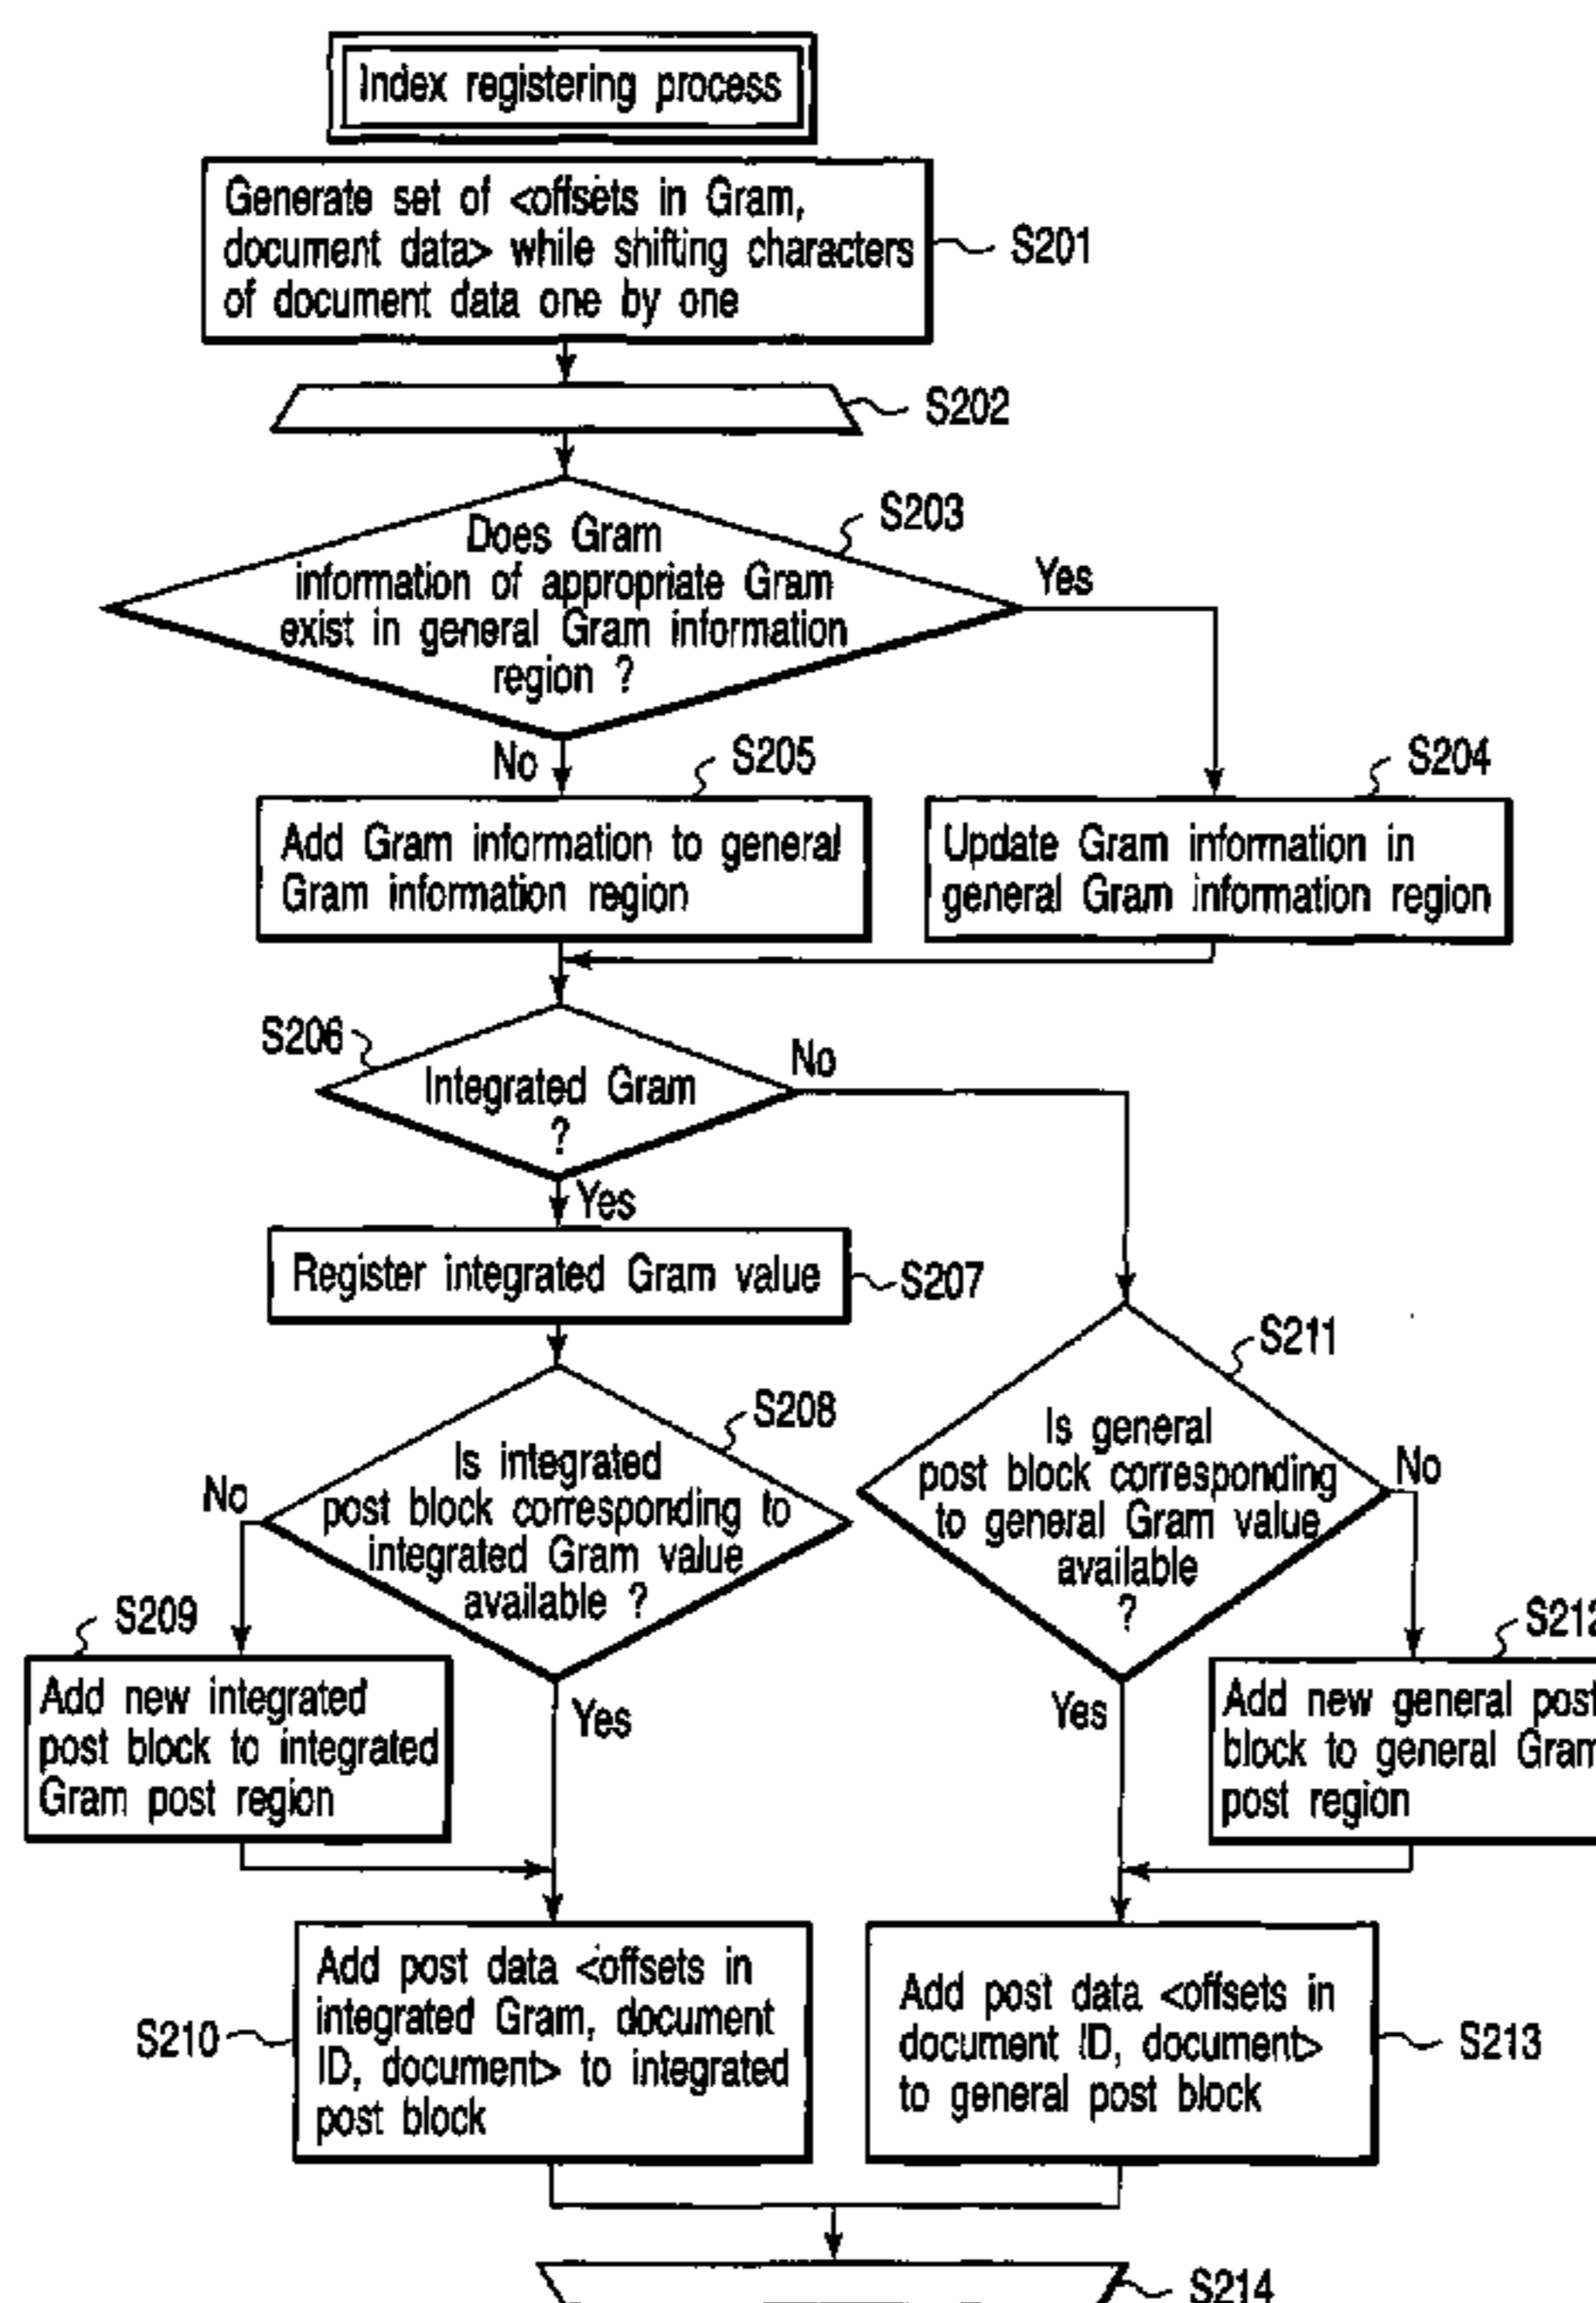 Index registering process
Generate set of <offsets in Gram,
document data> while shifting characters
of document data one by one
S201
S202
S203
Does Gram
information of appropriate Gram
exist in general Gram information
region ?
Yes
No
S205
S204
Add Gram information to general
Gram information region
Update Gram information in
general Gram information region
S206
Integrated Gram
?
No
Yes
Register integrated Gram value
S207
S208
Is integrated
post block corresponding to
integrated Gram value
available ?
No
Yes
S211
Is general
post block corresponding
to general Gram value
available
?
No
Yes
S209
Add new integrated
post block to integrated
Gram post region
S212
Add new general post
block to general Gram
post region
S210
Add post data <offsets in
integrated Gram, document
ID, document> to integrated
post block
Add post data <offsets in
document ID, document>
to general post block
S213
S214